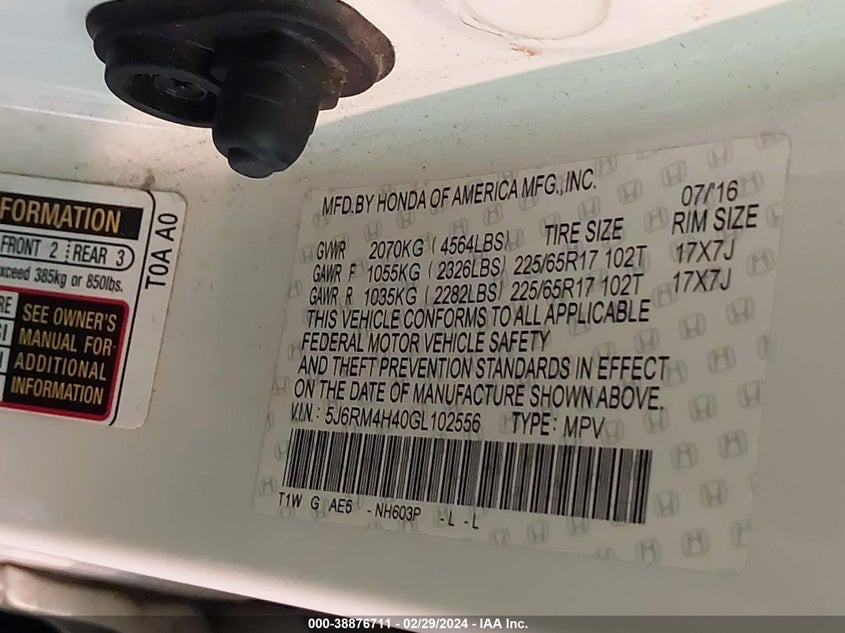 FORMATION
FRONT 2 REAR 3
exceed 385kg or 850lbs.
SEE OWNER'S
MANUAL FOR
ADDITIONAL
INFORMATION
T0A A0
MFD.BY HONDA OF AMERICA MFG.,INC. 07/'16
TIRE SIZE RIM SIZE
GVWR 2070KG ( 4564LBS)
GAWR F 1055KG ( 2326LBS) 225/65R17 102T 17X7J
GAWR R 1035KG ( 2282LBS) 225/65R17 102T 17X7J
THIS VEHICLE CONFORMS TO ALL APPLICABLE
FEDERAL MOTOR VEHICLE SAFETY
AND THEFT PREVENTION STANDARDS IN EFFECT
ON THE DATE OF MANUFACTURE SHOWN ABOVE.
V.I.N.: 5J6RM4H40GL102556 TYPE: MPV
T1W G AE5 - NH603P - L - L
000-38876711 - 02/29/2024 - IAA Inc.